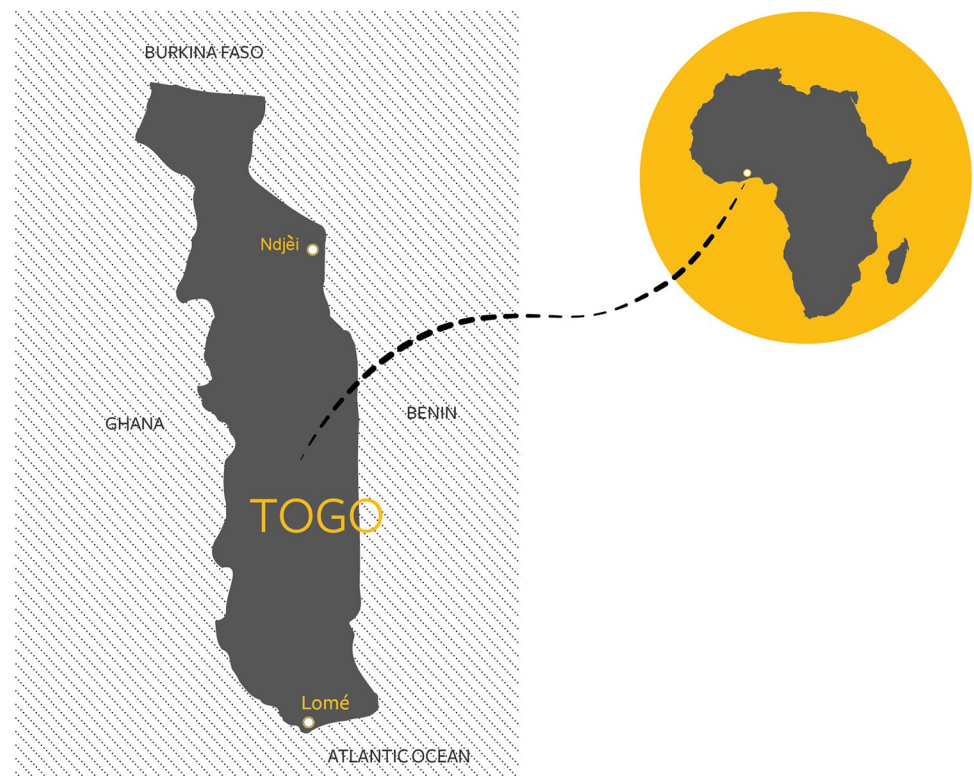 BURKINA FASO
Ndjèi
GHANA
BENIN
TOGO
Lomé
ATLANTIC OCEAN